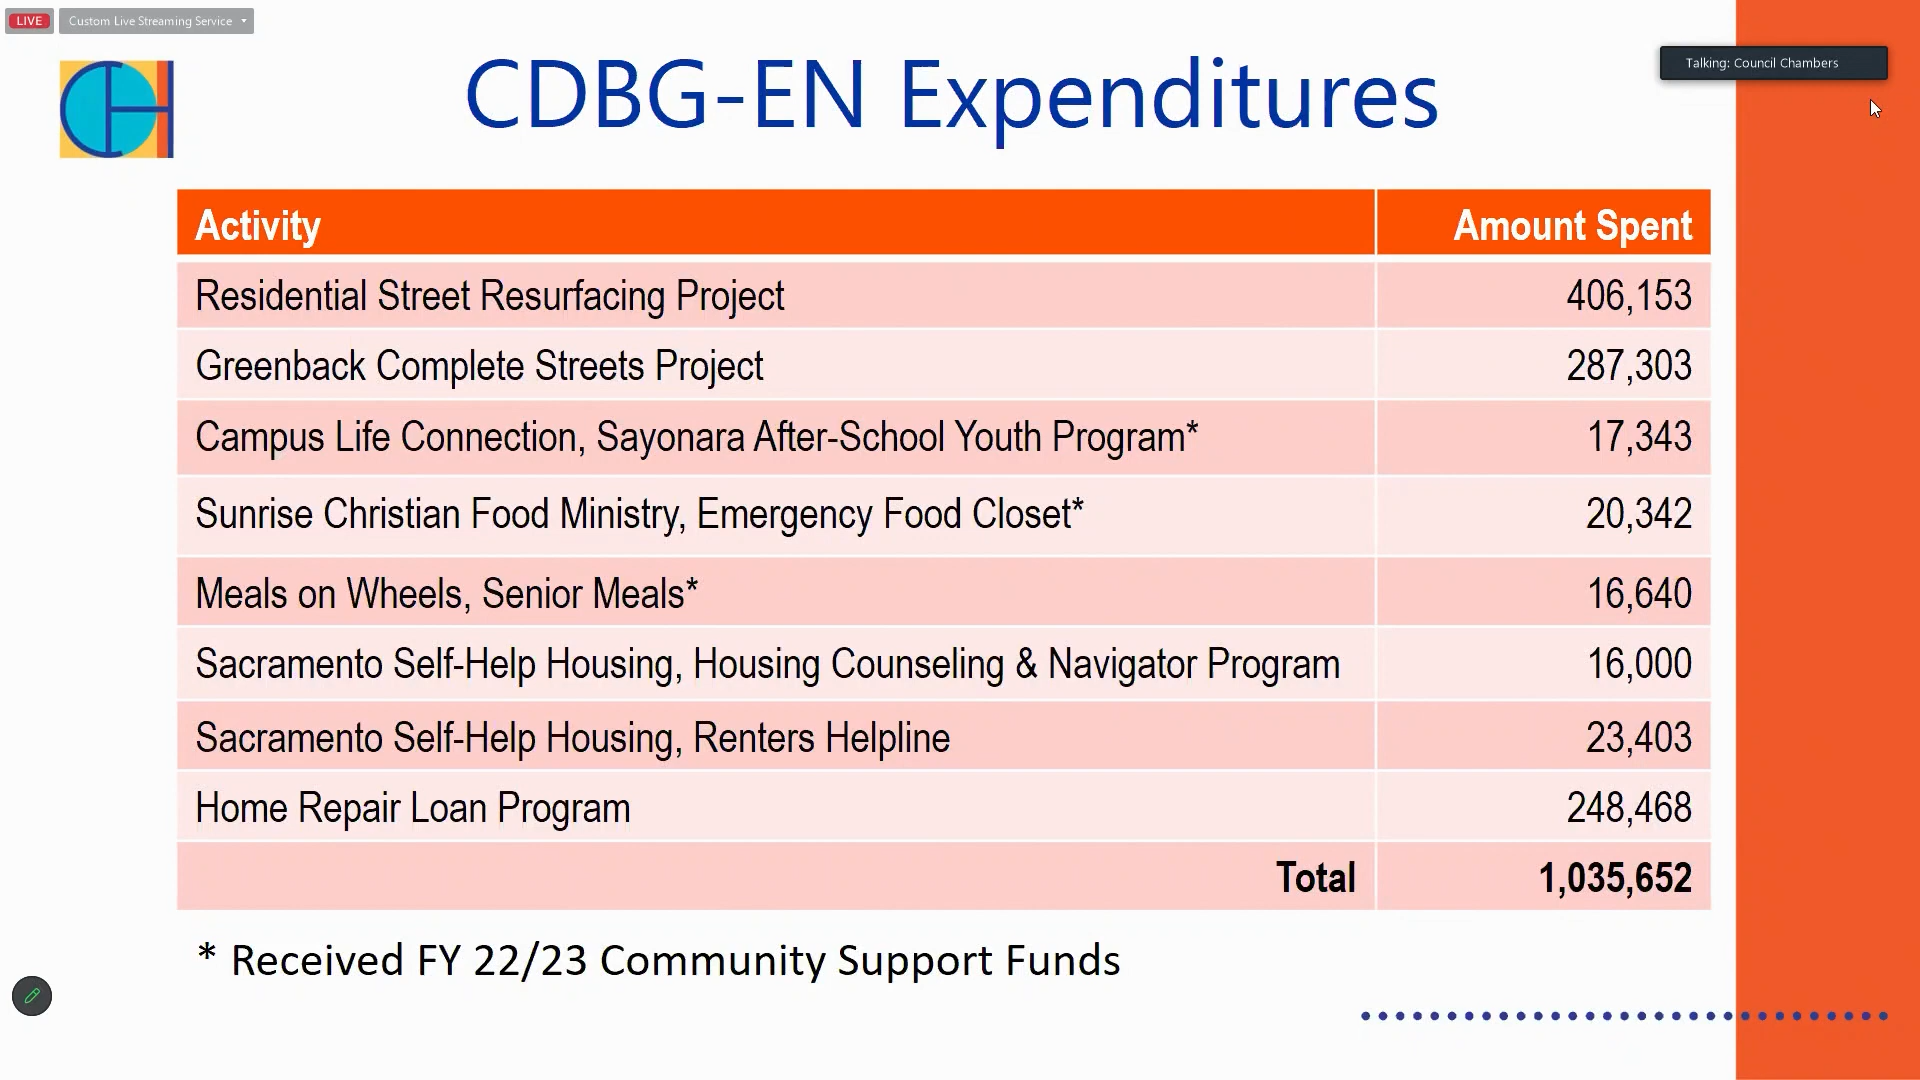 LIVE
Custom Live Streaming Service
CDBG-EN Expenditures
Talking: Council Chambers
CH
Activity Amount Spent
Residential Street Resurfacing Project 406,153
Greenback Complete Streets Project 287,303
Campus Life Connection, Sayonara After-School Youth Program* 17,343
Sunrise Christian Food Ministry, Emergency Food Closet* 20,342
Meals on Wheels, Senior Meals* 16,640
Sacramento Self-Help Housing, Housing Counseling & Navigator Program 16,000
Sacramento Self-Help Housing, Renters Helpline 23,403
Home Repair Loan Program 248,468
Total 1,035,652
* Received FY 22/23 Community Support Funds